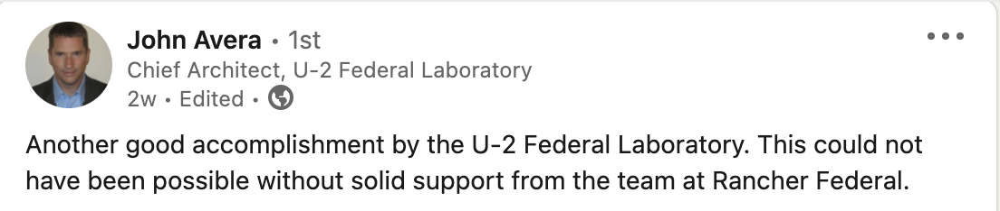 John Avera • 1st
Chief Architect, U-2 Federal Laboratory
2w • Edited •
Another good accomplishment by the U-2 Federal Laboratory. This could not
have been possible without solid support from the team at Rancher Federal.